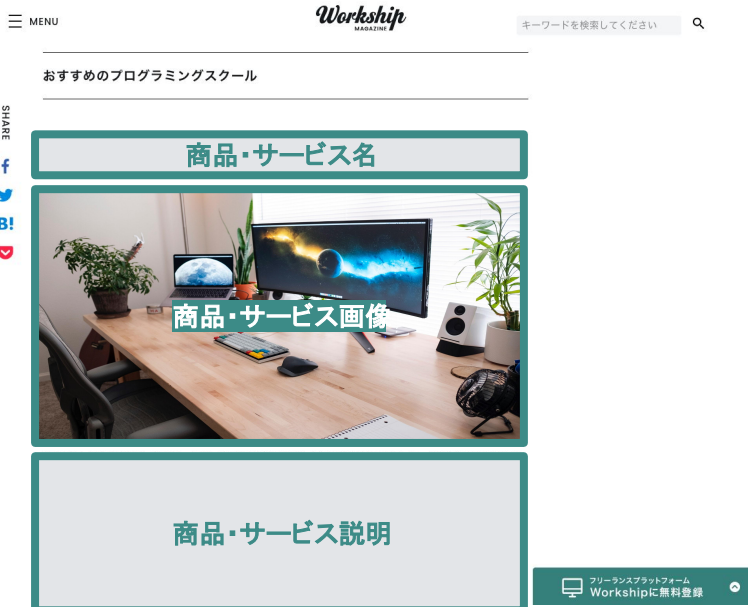 MENU
Workship
MAGAZINE
キーワードを検索してください
おすすめのプログラミングスクール
SHARE
B!
商品・サービス名
商品・サービス画像
商品・サービス説明
フリーランスプラットフォーム
Workshipに無料登録